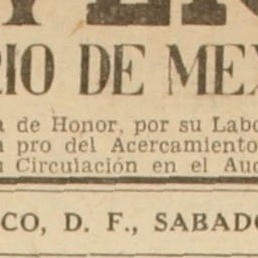 RIO DE MEX
de Honor, por su Labo
pro del Acercamiento
Circulación en el Aud
CO, D. F., SABADO